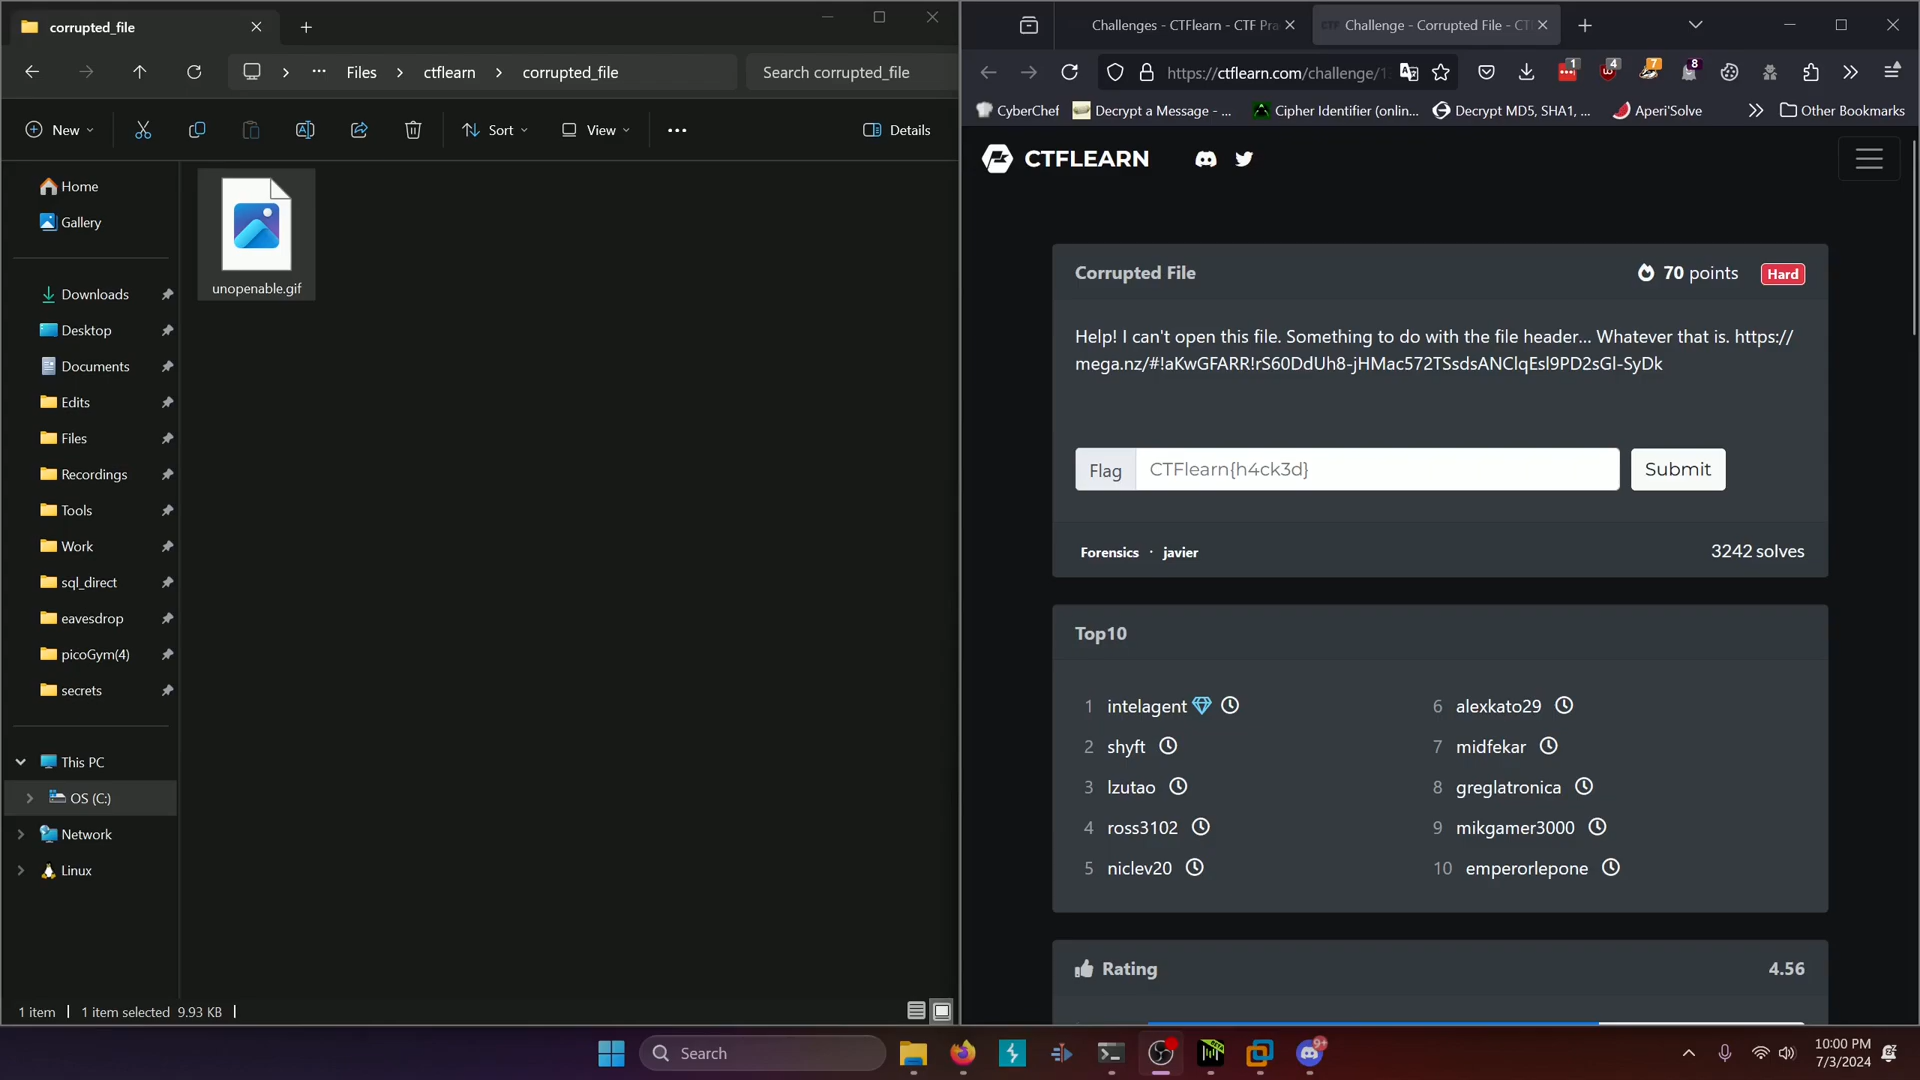 corrupted_file
Files
ctflearn
corrupted_file
Search corrupted_file
New
Sort
View
Details
Home
Gallery
Downloads
Desktop
Documents
Edits
Files
Recordings
Tools
Work
sql_direct
eavesdrop
picoGym(4)
secrets
This PC
OS (C:)
Network
Linux
unopenable.gif
1 item
1 item selected 9.93 KB
Challenges - CTFlearn - CTF Pra
Challenge - Corrupted File - CT
https://ctflearn.com/challenge/1
1
4
7
8
CyberChef
Decrypt a Message - ...
Cipher Identifier (onlin...
Decrypt MD5, SHA1, ...
Aperi'Solve
Other Bookmarks
CTFLEARN
Corrupted File
70 points
Hard
Help! I can't open this file. Something to do with the file header... Whatever that is. https://
mega.nz/#!aKwGFARR!rS60DdUh8-jHMac572TSsdsANClqEsl9PD2sGl-SyDk
Flag
CTFlearn{h4ck3d}
Submit
Forensics · javier
3242 solves
Top10
1 intelagent
2 shyft
3 lzutao
4 ross3102
5 niclev20
6 alexkato29
7 midfekar
8 greglatronica
9 mikgamer3000
10 emperorlepone
Rating
4.56
Search
9+
10:00 PM
7/3/2024